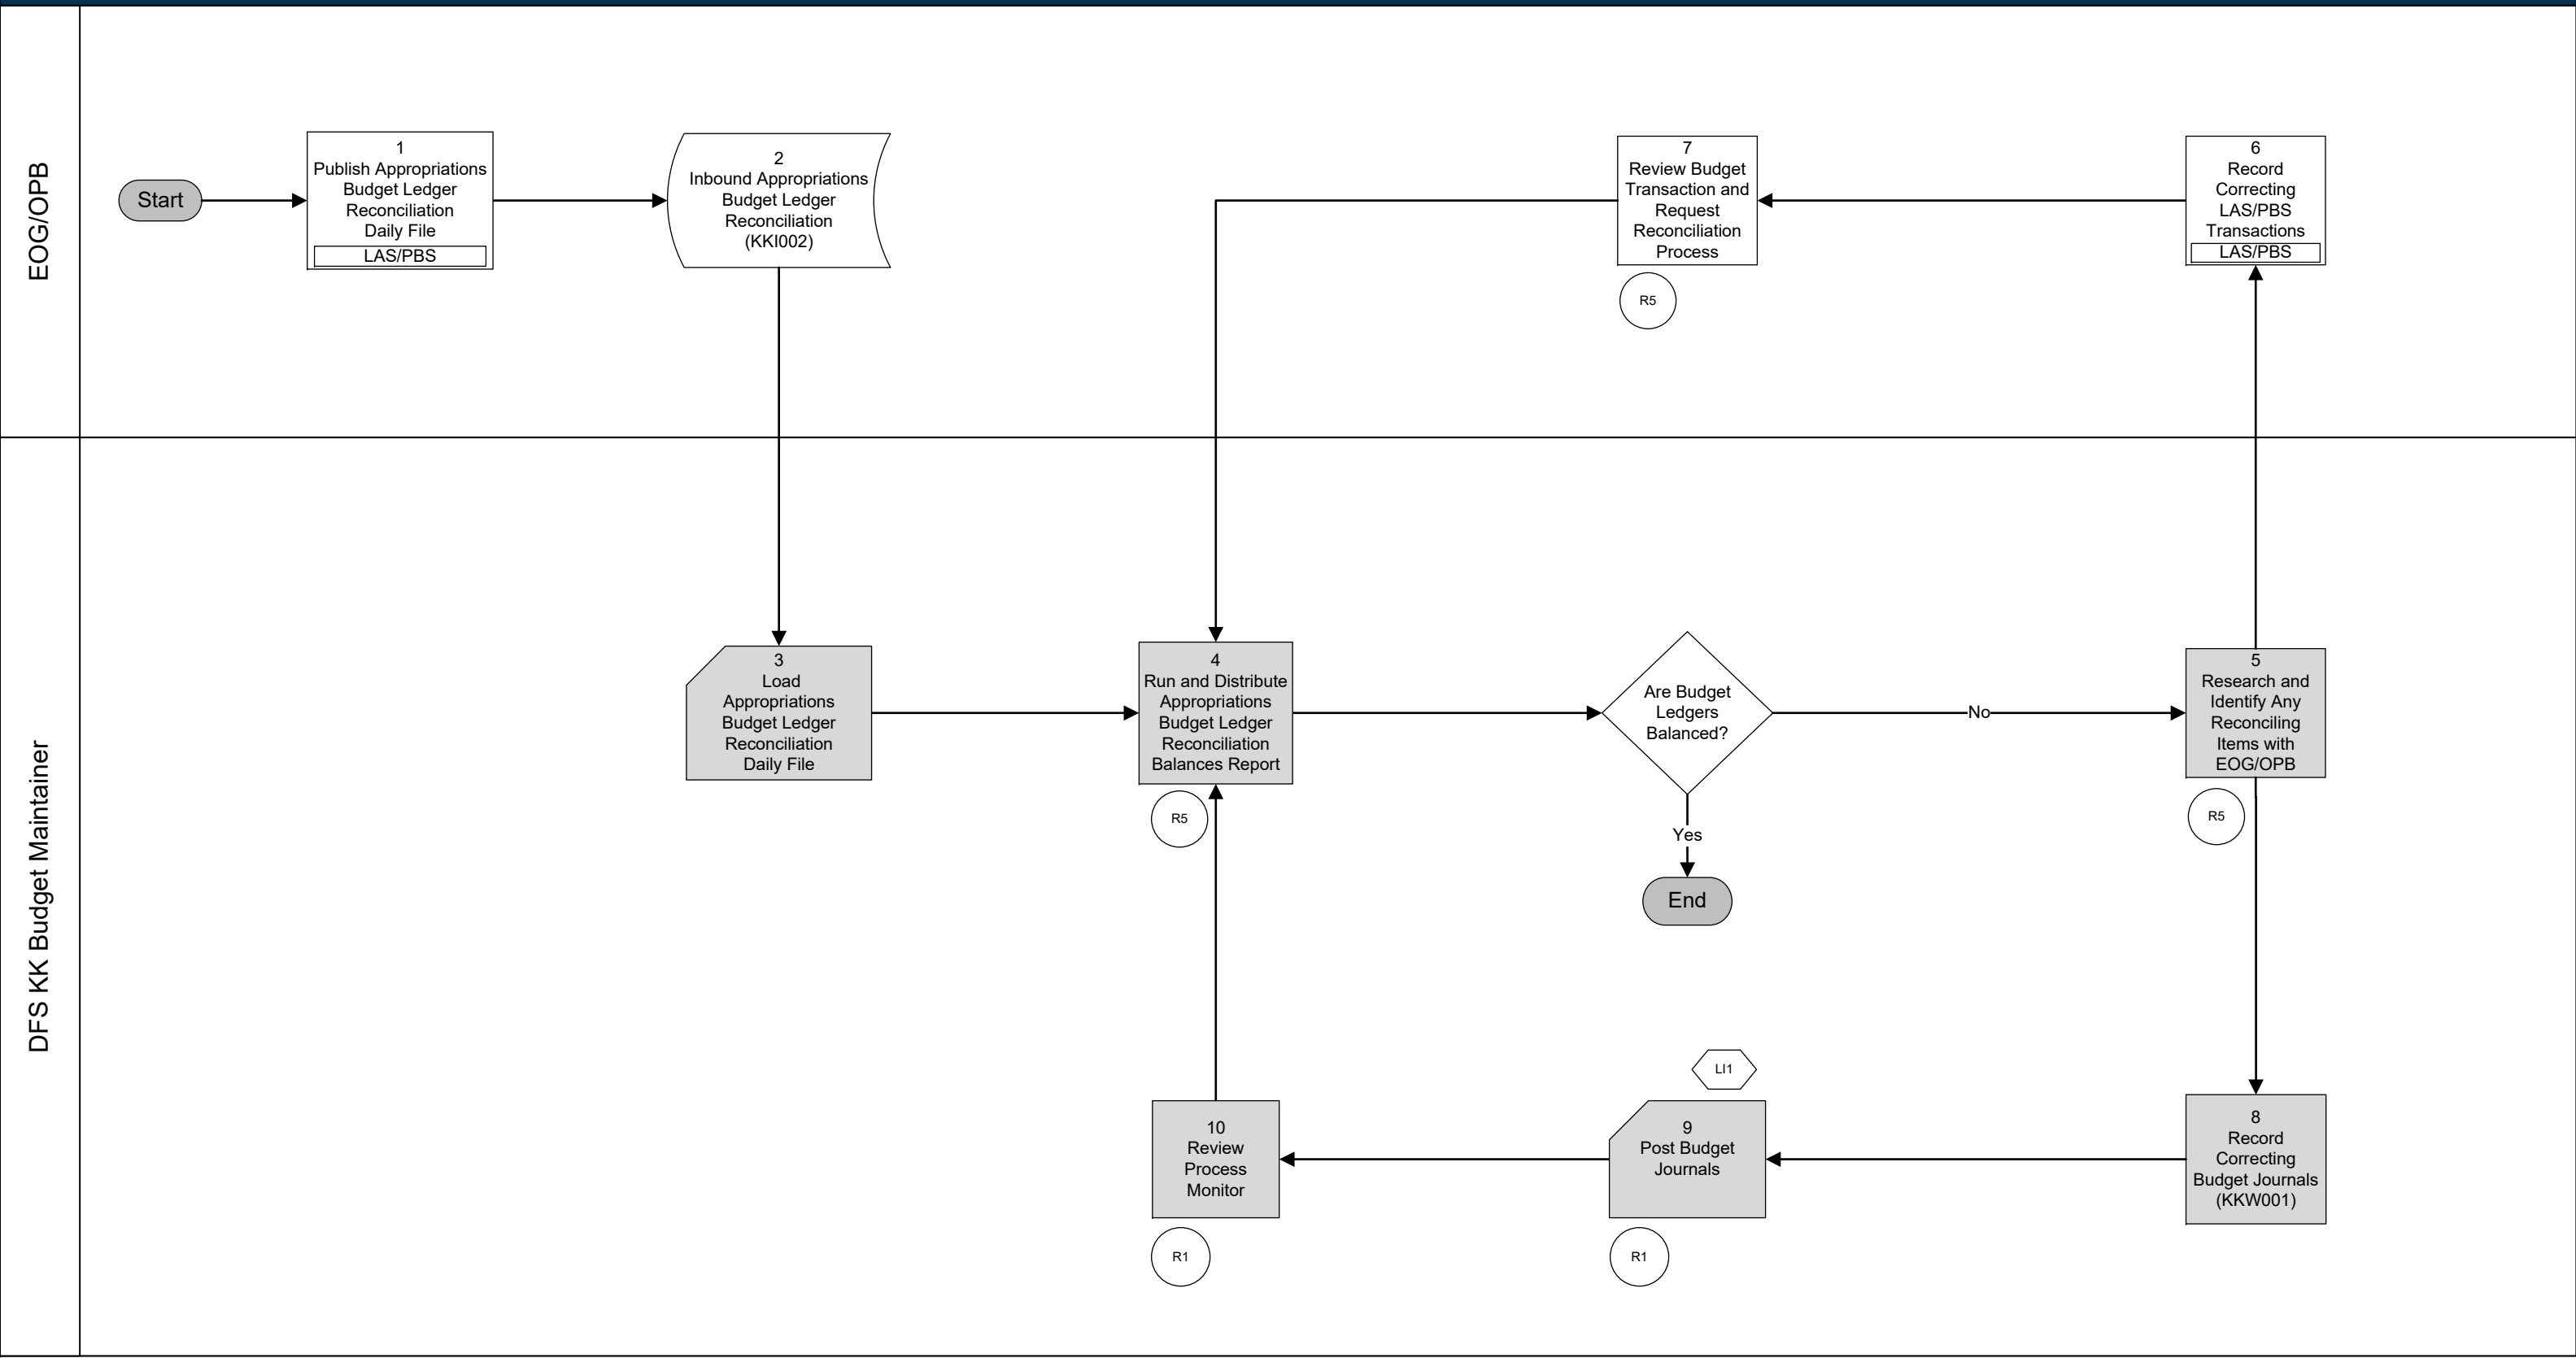 EOG/OPB
Start
1
Publish Appropriations
Budget Ledger
Reconciliation
Daily File
LAS/PBS
2
Inbound Appropriations
Budget Ledger
Reconciliation
(KKI002)
7
Review Budget
Transaction and
Request
Reconciliation
Process
R5
6
Record
Correcting
LAS/PBS
Transactions
LAS/PBS
DFS KK Budget Maintainer
3
Load
Appropriations
Budget Ledger
Reconciliation
Daily File
4
Run and Distribute
Appropriations
Budget Ledger
Reconciliation
Balances Report
R5
Are Budget
Ledgers
Balanced?
No
Yes
End
5
Research and
Identify Any
Reconciling
Items with
EOG/OPB
R5
10
Review
Process
Monitor
R1
LI1
9
Post Budget
Journals
R1
8
Record
Correcting
Budget Journals
(KKW001)